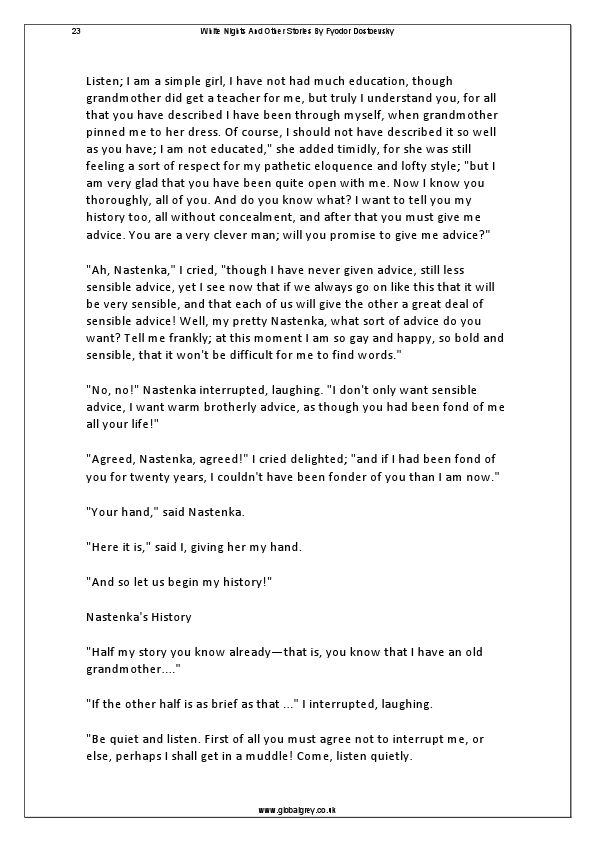 23 White Nights And Other Stories By Fyodor Dostoevsky
Listen; I am a simple girl, I have not had much education, though
grandmother did get a teacher for me, but truly I understand you, for all
that you have described I have been through myself, when grandmother
pinned me to her dress. Of course, I should not have described it so well
as you have; I am not educated," she added timidly, for she was still
feeling a sort of respect for my pathetic eloquence and lofty style; "but I
am very glad that you have been quite open with me. Now I know you
thoroughly, all of you. And do you know what? I want to tell you my
history too, all without concealment, and after that you must give me
advice. You are a very clever man; will you promise to give me advice?"
"Ah, Nastenka," I cried, "though I have never given advice, still less
sensible advice, yet I see now that if we always go on like this that it will
be very sensible, and that each of us will give the other a great deal of
sensible advice! Well, my pretty Nastenka, what sort of advice do you
want? Tell me frankly; at this moment I am so gay and happy, so bold and
sensible, that it won't be difficult for me to find words."
"No, no!" Nastenka interrupted, laughing. "I don't only want sensible
advice, I want warm brotherly advice, as though you had been fond of me
all your life!"
"Agreed, Nastenka, agreed!" I cried delighted; "and if I had been fond of
you for twenty years, I couldn't have been fonder of you than I am now."
"Your hand," said Nastenka.
"Here it is," said I, giving her my hand.
"And so let us begin my history!"
Nastenka's History
"Half my story you know already—that is, you know that I have an old
grandmother...."
"If the other half is as brief as that ..." I interrupted, laughing.
"Be quiet and listen. First of all you must agree not to interrupt me, or
else, perhaps I shall get in a muddle! Come, listen quietly.
www.globalgrey.co.uk